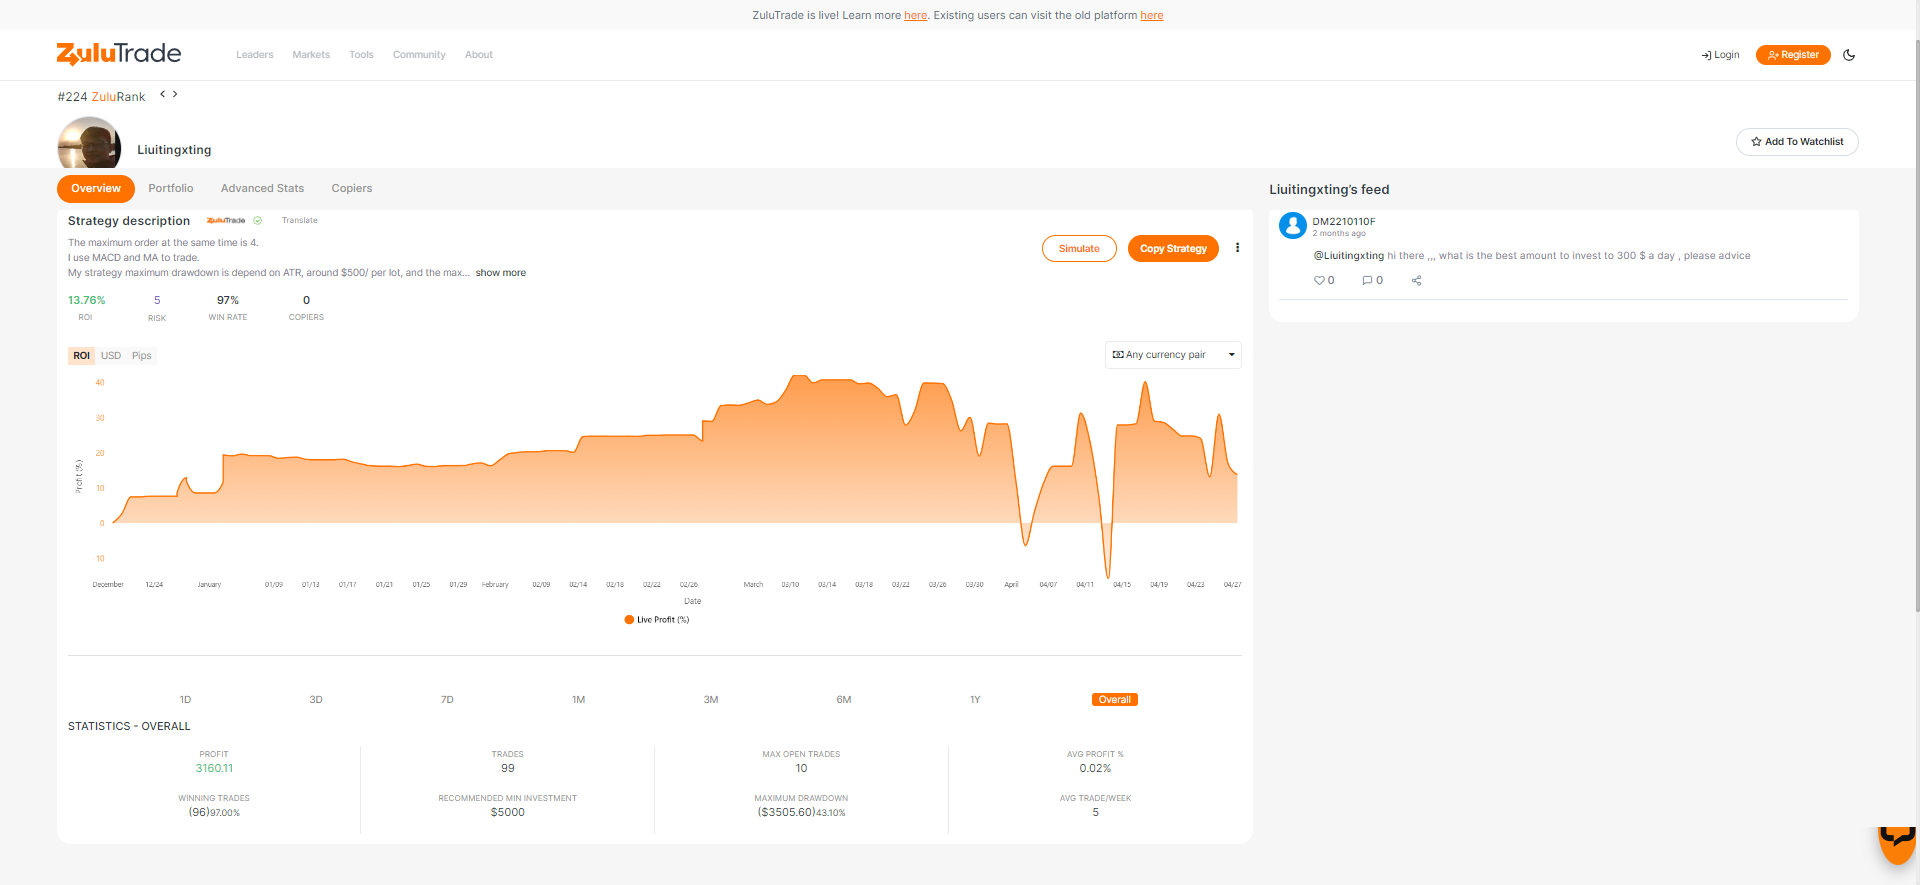 ZuluTrade is live! Learn more here. Existing users can visit the old platform here
ZuluTrade
Leaders Markets Tools Community About
Login Register
#224 ZuluRank
Liuitingxting
Add To Watchlist
Overview Portfolio Advanced Stats Copiers
Strategy description ZuluTrade Translate
The maximum order at the same time is 4.
I use MACD and MA to trade.
My strategy maximum drawdown is depend on ATR, around $500/ per lot, and the max... show more
Simulate Copy Strategy
13.76% 5 97% 0
ROI RISK WIN RATE COPIERS
ROI USD Pips
Any currency pair
40
30
20
10
0
10
Profit (%)
December 12/24 January 01/09 01/13 01/17 01/21 01/25 01/29 February 02/09 02/14 02/18 02/22 02/26 March 03/10 03/14 03/18 03/22 03/26 03/30 April 04/07 04/11 04/15 04/19 04/23 04/27
Date
Live Profit (%)
1D 3D 7D 1M 3M 6M 1Y Overall
STATISTICS - OVERALL
PROFIT TRADES MAX OPEN TRADES AVG PROFIT %
3160.11 99 10 0.02%
WINNING TRADES RECOMMENDED MIN INVESTMENT MAXIMUM DRAWDOWN AVG TRADE/WEEK
(96)97.00% $5000 ($3505.60)43.10% 5
Liuitingxting's feed
DM2210110F
2 months ago
@Liuitingxting hi there ,,, what is the best amount to invest to 300 $ a day , please advice
0 0